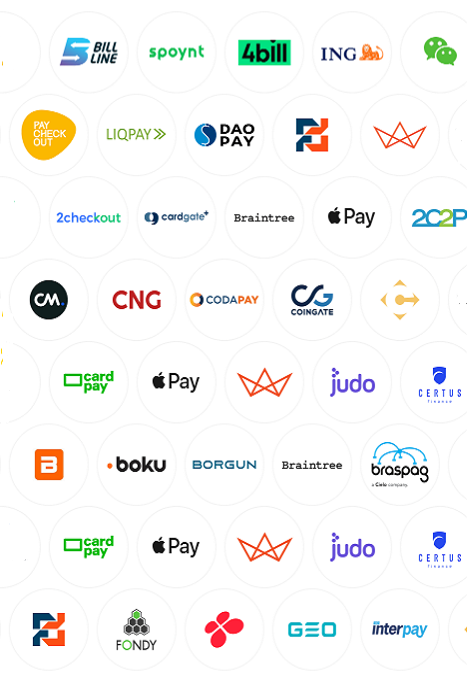 BILL
LINE
spoynt
4bill
ING
PAY
CHECK
OUT
LIQPAY
DAO
PAY
2checkout
cardgate+
Braintree
Pay
2C2P
CM.
CNG
CODAPAY
COINGATE
card
pay
Pay
judo
CERTUS
finance
B
boku
BORGUN
Braintree
braspag
a Cielo company
card
pay
Pay
judo
CERTUS
finance
FONDY
GEO
interpay